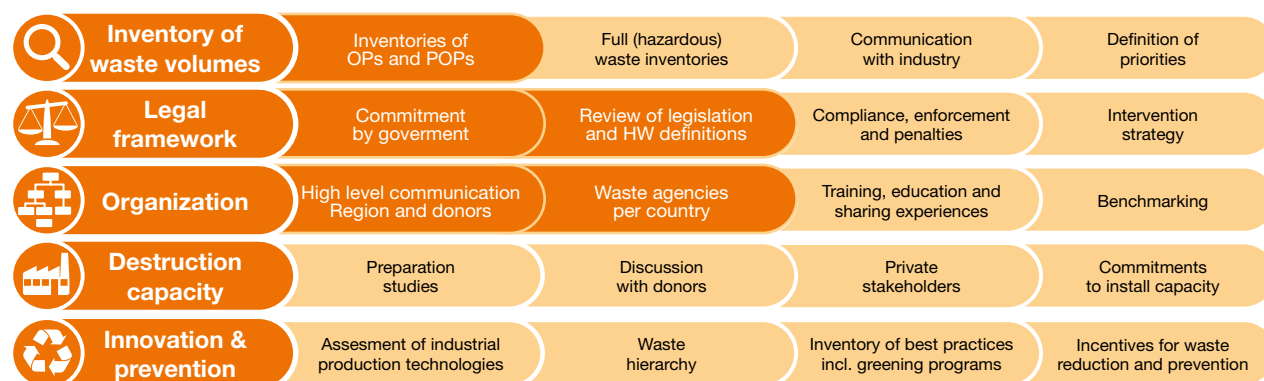 Inventory of
waste volumes
Inventories of
OPs and POPs
Full (hazardous)
waste inventories
Communication
with industry
Definition of
priorities
Legal
framework
Commitment
by goverment
Review of legislation
and HW definitions
Compliance, enforcement
and penalties
Intervention
strategy
Organization
High level communication
Region and donors
Waste agencies
per country
Training, education and
sharing experiences
Benchmarking
Destruction
capacity
Preparation
studies
Discussion
with donors
Private
stakeholders
Commitments
to install capacity
Innovation &
prevention
Assesment of industrial
production technologies
Waste
hierarchy
Inventory of best practices
incl. greening programs
Incentives for waste
reduction and prevention